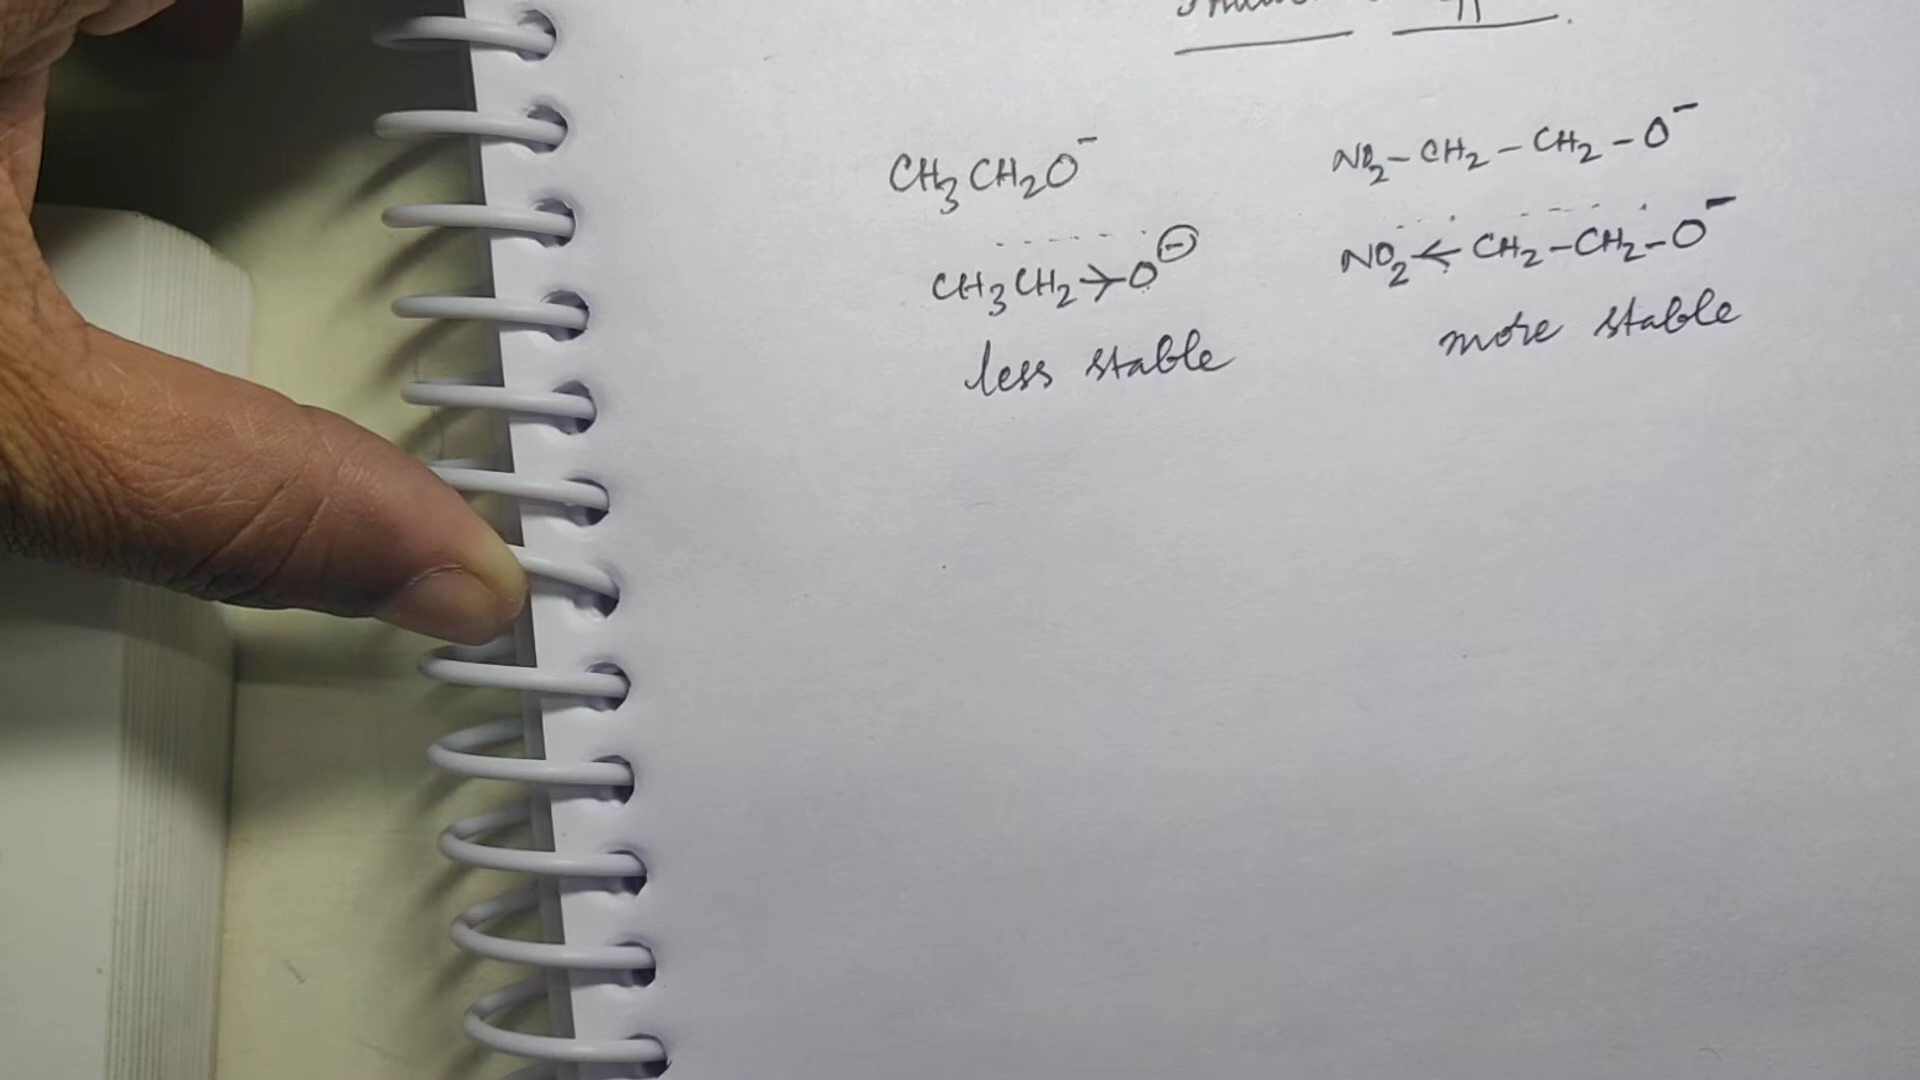 CH3CH2O⁻
NO2-CH2-CH2-O⁻
CH3CH2→O⊖
NO2←CH2-CH2-O⁻
less stable
more stable